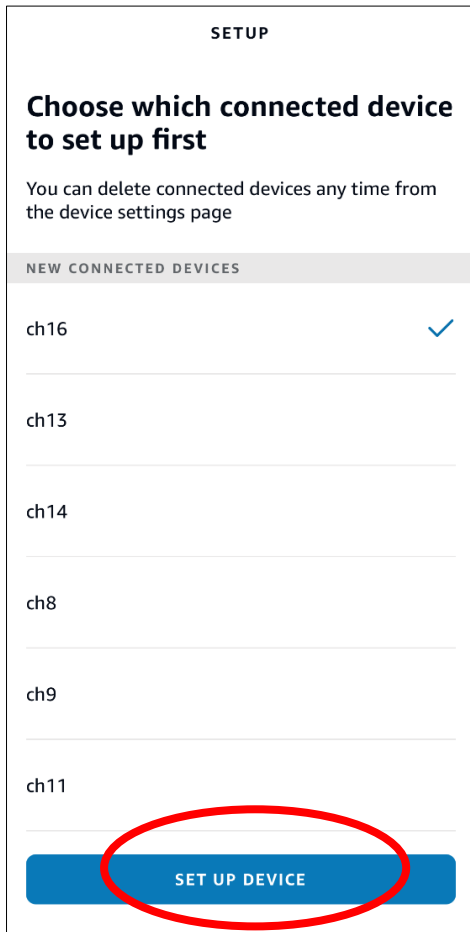 SETUP
Choose which connected device
to set up first
You can delete connected devices any time from
the device settings page
NEW CONNECTED DEVICES
ch16
ch13
ch14
ch8
ch9
ch11
SET UP DEVICE